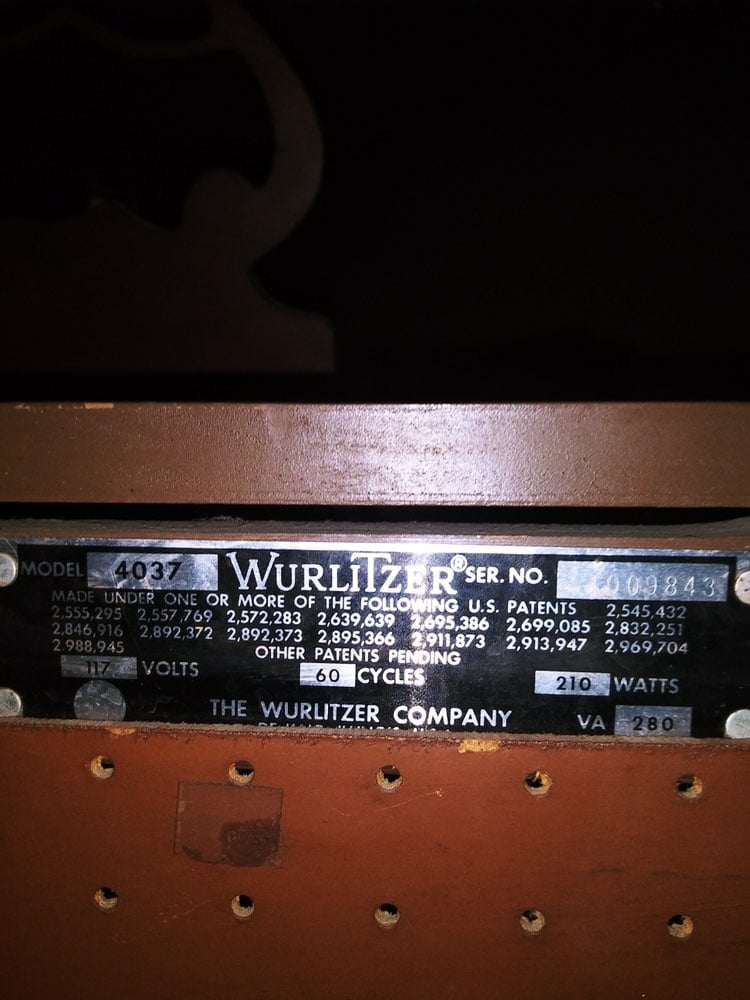 MODEL 4037 WURLITZER® SER. NO.
MADE UNDER ONE OR MORE OF THE FOLLOWING U.S. PATENTS 2,545,432
2,555,295 2,557,769 2,572,283 2,639,639 2,695,386 2,699,085 2,832,251
2,846,916 2,892,372 2,892,373 2,895,366 2,911,873 2,913,947 2,969,704
2,988,945 OTHER PATENTS PENDING
117 VOLTS 60 CYCLES 210 WATTS
THE WURLITZER COMPANY VA 280